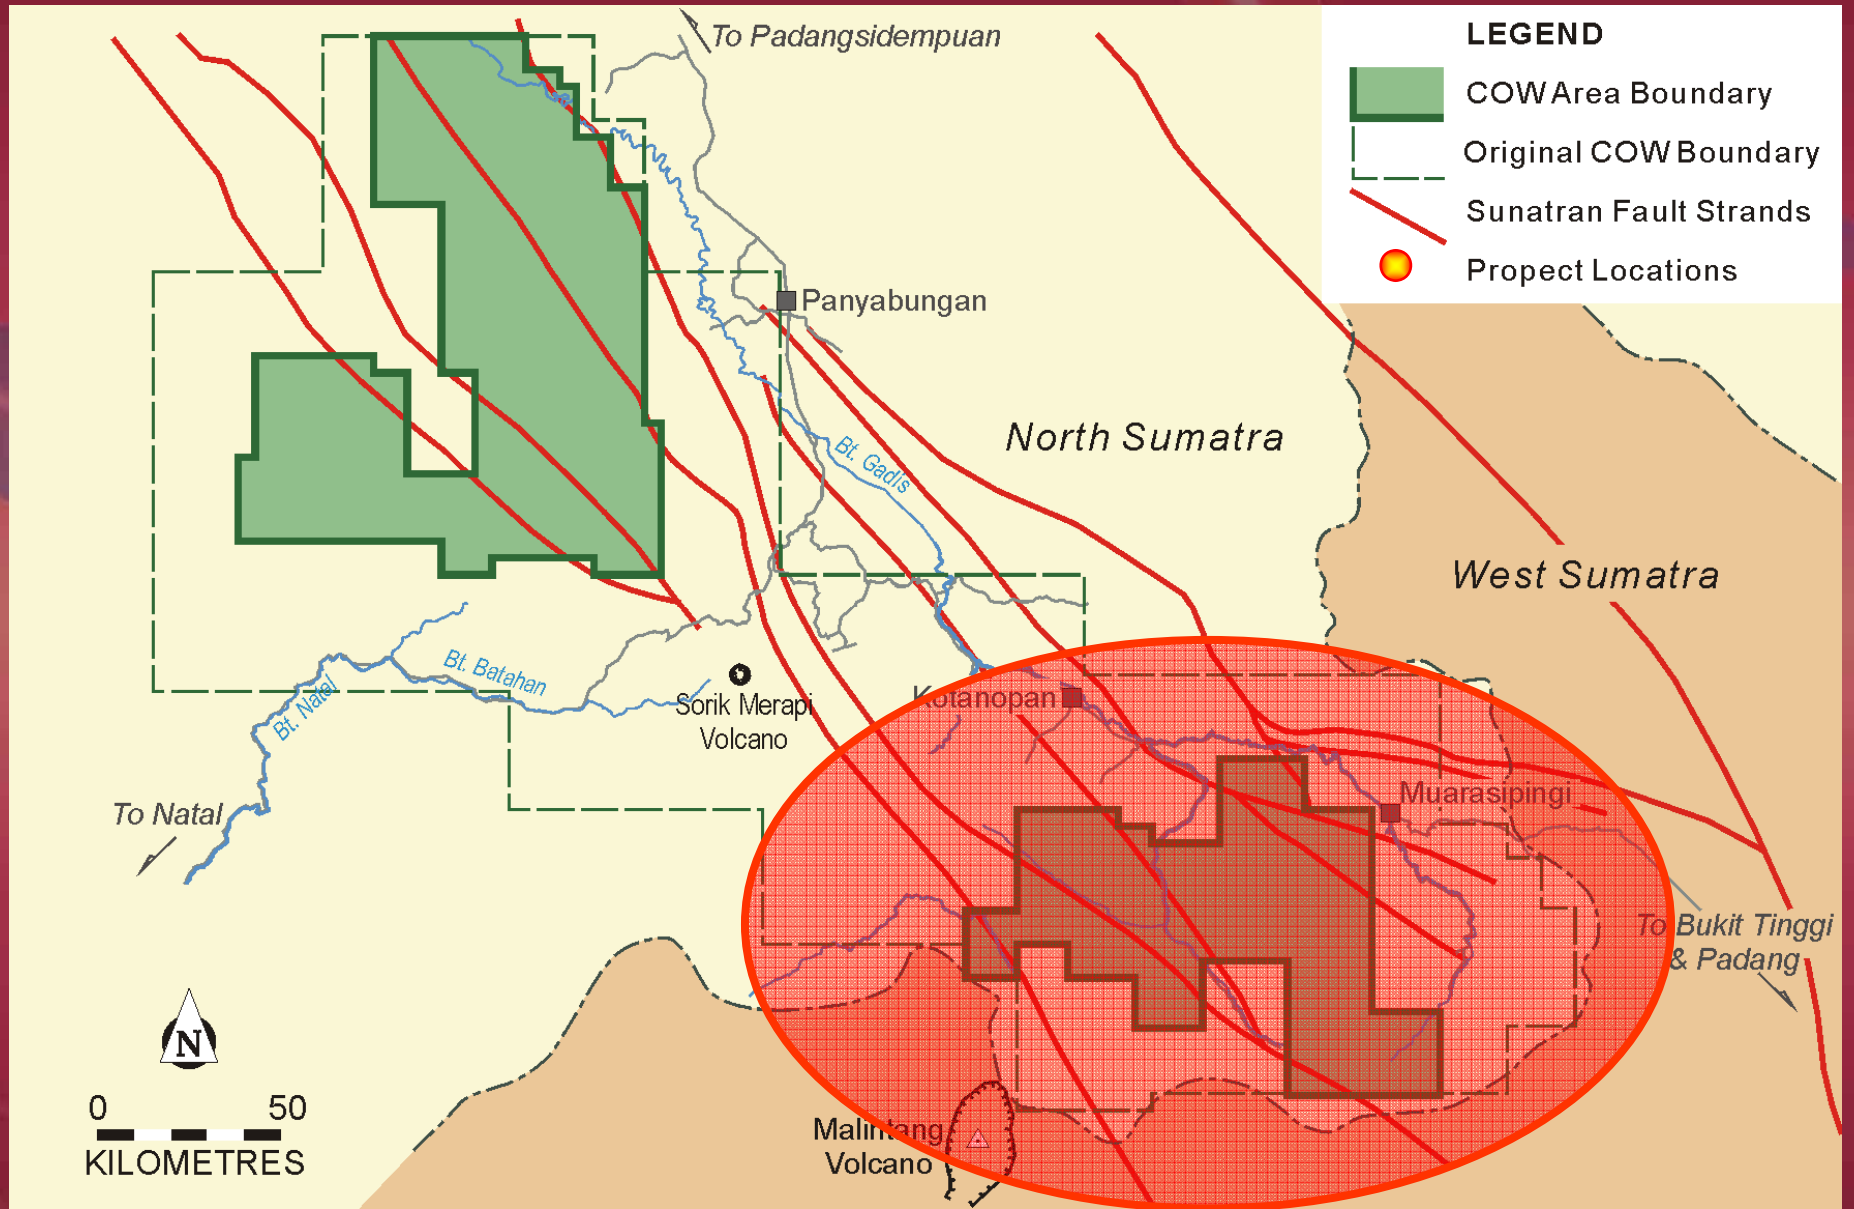 To Padangsidempuan
LEGEND
COW Area Boundary
Original COW Boundary
Sunatran Fault Strands
Propect Locations
Panyabungan
North Sumatra
Bt. Gadis
West Sumatra
Bt. Batahan
Bt. Natal
Sorik Merapi
Volcano
Kotanopan
Muarasipingi
To Natal
To Bukit Tinggi
& Padang
N
0 50
KILOMETRES
Malintang
Volcano